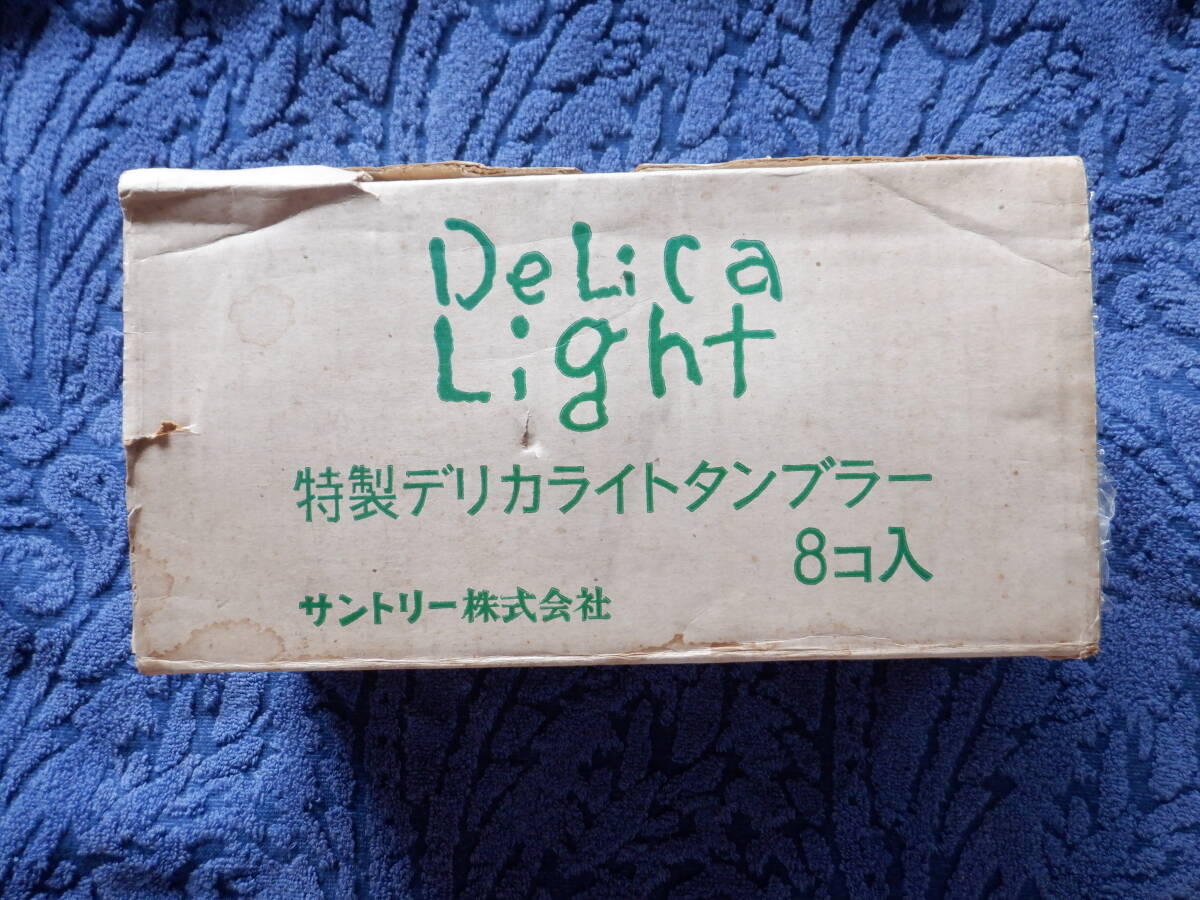 DeLica
Light
特製デリカライトタンブラー
8コ入
サントリー株式会社